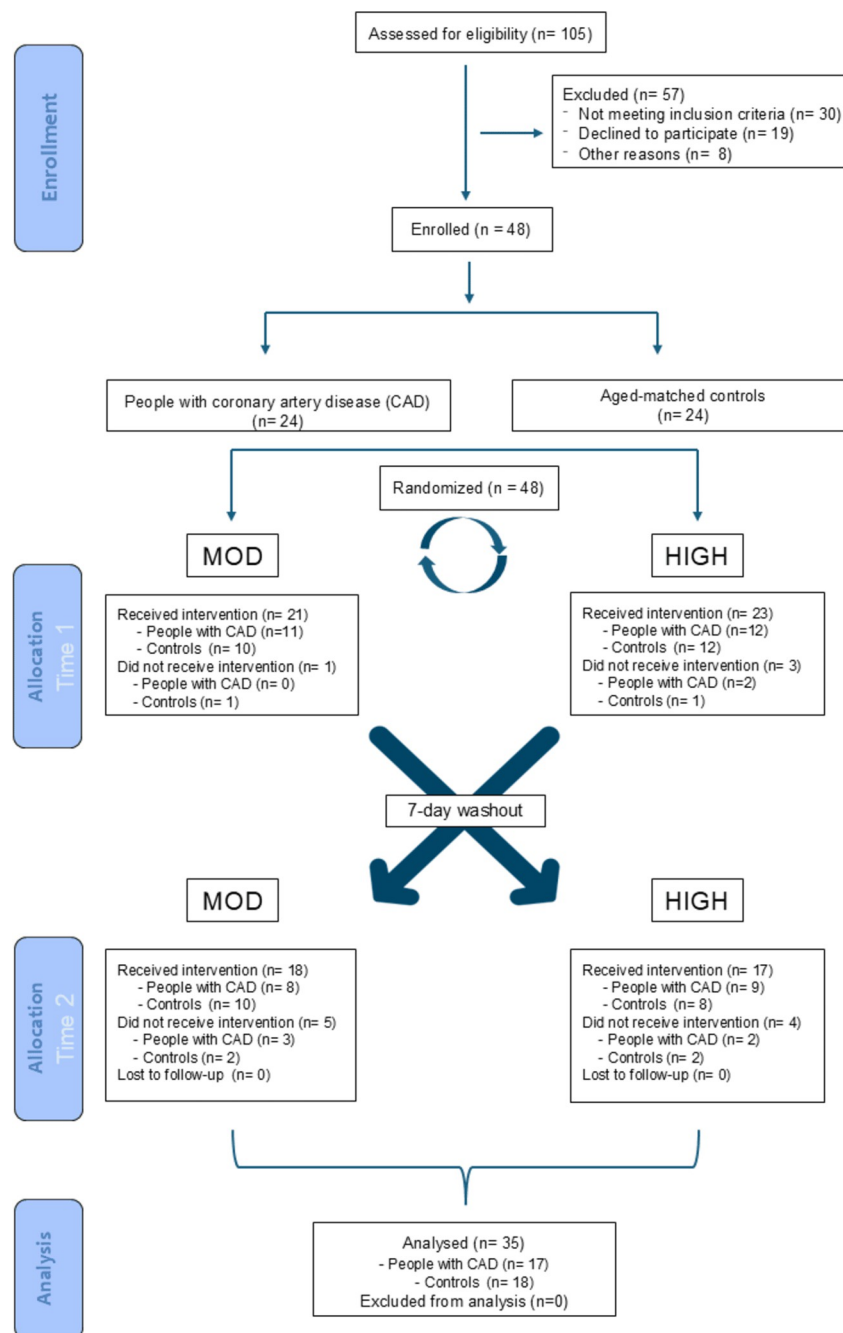 Enrollment
Assessed for eligibility (n= 105)
Excluded (n= 57)
- Not meeting inclusion criteria (n= 30)
- Declined to participate (n= 19)
- Other reasons (n= 8)
Enrolled (n = 48)
People with coronary artery disease (CAD)
(n= 24)
Aged-matched controls
(n= 24)
Randomized (n = 48)
Allocation
Time 1
MOD
Received intervention (n= 21)
- People with CAD (n=11)
- Controls (n= 10)
Did not receive intervention (n= 1)
- People with CAD (n= 0)
- Controls (n= 1)
HIGH
Received intervention (n= 23)
- People with CAD (n=12)
- Controls (n= 12)
Did not receive intervention (n= 3)
- People with CAD (n=2)
- Controls (n= 1)
7-day washout
Allocation
Time 2
MOD
Received intervention (n= 18)
- People with CAD (n= 8)
- Controls (n= 10)
Did not receive intervention (n= 5)
- People with CAD (n= 3)
- Controls (n= 2)
Lost to follow-up (n= 0)
HIGH
Received intervention (n= 17)
- People with CAD (n= 9)
- Controls (n= 8)
Did not receive intervention (n= 4)
- People with CAD (n= 2)
- Controls (n= 2)
Lost to follow-up (n= 0)
Analysis
Analysed (n= 35)
- People with CAD (n= 17)
- Controls (n= 18)
Excluded from analysis (n=0)